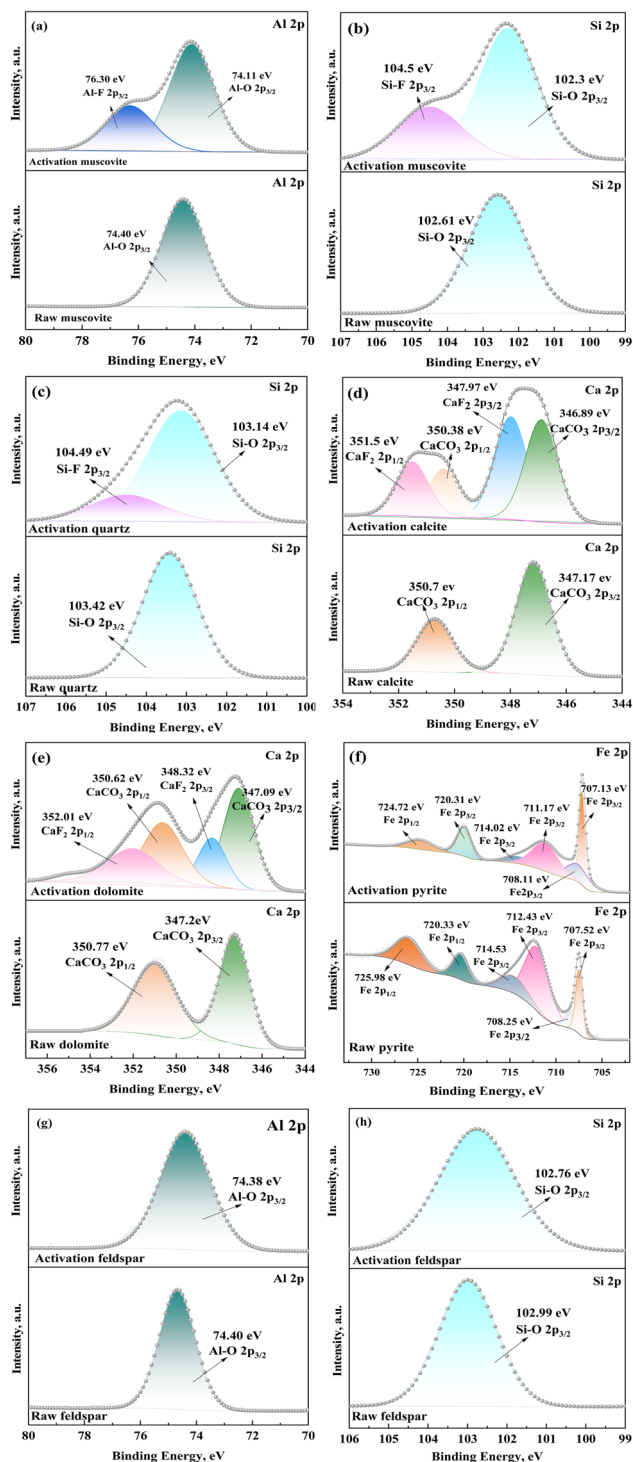 (a)
Al 2p
76.30 eV
Al-F 2p3/2
74.11 eV
Al-O 2p3/2
Activation muscovite
Al 2p
74.40 eV
Al-O 2p3/2
Raw muscovite
Intensity, a.u.
Intensity, a.u.
80 78 76 74 72 70
Binding Energy, eV
(b)
Si 2p
104.5 eV
Si-F 2p3/2
102.3 eV
Si-O 2p3/2
Activation muscovite
Si 2p
102.61 eV
Si-O 2p3/2
Raw muscovite
Intensity, a.u.
Intensity, a.u.
107 106 105 104 103 102 101 100 99
Binding Energy, eV
(c)
Si 2p
104.49 eV
Si-F 2p3/2
103.14 eV
Si-O 2p3/2
Activation quartz
Si 2p
103.42 eV
Si-O 2p3/2
Raw quartz
Intensity, a.u.
Intensity, a.u.
107 106 105 104 103 102 101 100
Binding Energy, eV
(d)
Ca 2p
347.97 eV
CaF2 2p3/2
350.38 eV
CaCO3 2p1/2
351.5 eV
CaF2 2p1/2
346.89 eV
CaCO3 2p3/2
Activation calcite
Ca 2p
350.7 ev
CaCO3 2p1/2
347.17 ev
CaCO3 2p3/2
Raw calcite
Intensity, a.u.
Intensity, a.u.
354 352 350 348 346 344
Binding Energy, eV
(e)
Ca 2p
350.62 eV
CaCO3 2p1/2
348.32 eV
CaF2 2p3/2
347.09 eV
CaCO3 2p3/2
352.01 eV
CaF2 2p1/2
Activation dolomite
Ca 2p
350.77 eV
CaCO3 2p1/2
347.2eV
CaCO3 2p3/2
Raw dolomite
Intensity, a.u.
Intensity, a.u.
356 354 352 350 348 346 344
Binding Energy, eV
(f)
Fe 2p
724.72 eV
Fe 2p1/2
720.31 eV
Fe 2p3/2
714.02 eV
Fe 2p3/2
711.17 eV
Fe 2p3/2
707.13 eV
Fe 2p3/2
708.11 eV
Fe2p3/2
Activation pyrite
Fe 2p
725.98 eV
Fe 2p1/2
720.33 eV
Fe 2p1/2
714.53
Fe 2p3/2
712.43 eV
Fe 2p3/2
707.52 eV
Fe 2p3/2
708.25 eV
Fe 2p3/2
Raw pyrite
Intensity, a.u.
Intensity, a.u.
730 725 720 715 710 705
Binding Energy, eV
(g)
Al 2p
74.38 eV
Al-O 2p3/2
Activation feldspar
Al 2p
74.40 eV
Al-O 2p3/2
Raw feldspar
Intensity, a.u.
Intensity, a.u.
80 78 76 74 72 70
Binding Energy, eV
(h)
Si 2p
102.76 eV
Si-O 2p3/2
Activation feldspar
Si 2p
102.99 eV
Si-O 2p3/2
Raw feldspar
Intensity, a.u.
Intensity, a.u.
106 105 104 103 102 101 100
Binding Energy, eV